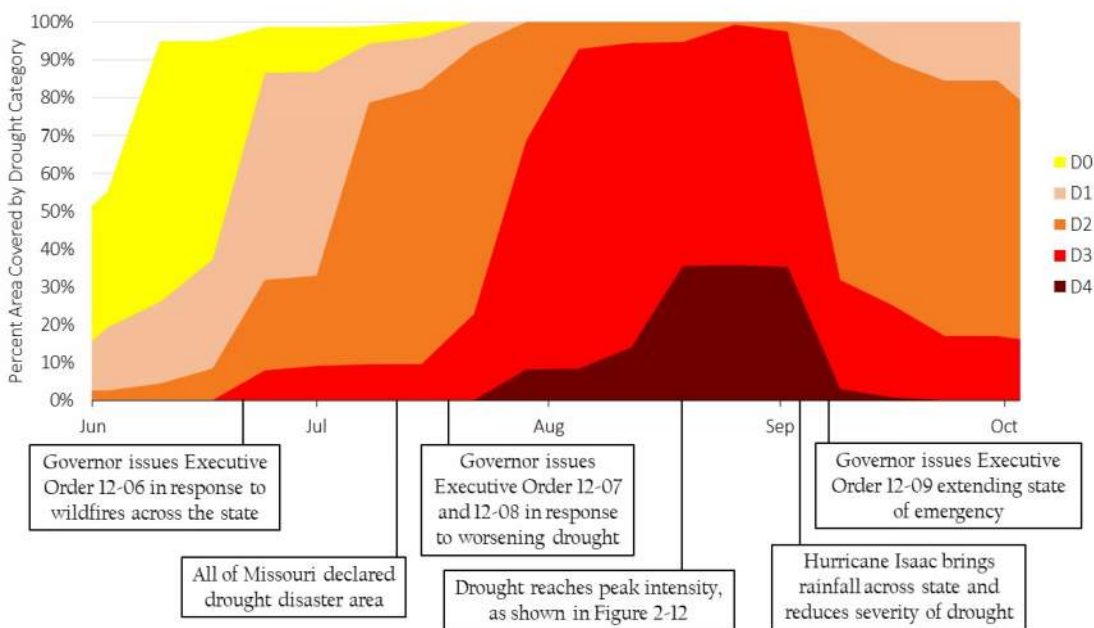 Percent Area Covered by Drought Category
100%
90%
80%
70%
60%
50%
40%
30%
20%
10%
0%
Jun
Jul
Aug
Sep
Oct
D0
D1
D2
D3
D4
Governor issues Executive
Order 12-06 in response to
wildfires across the state
All of Missouri declared
drought disaster area
Governor issues
Executive Order 12-07
and 12-08 in response
to worsening drought
Drought reaches peak intensity,
as shown in Figure 2-12
Hurricane Isaac brings
rainfall across state and
reduces severity of drought
Governor issues Executive
Order 12-09 extending state
of emergency